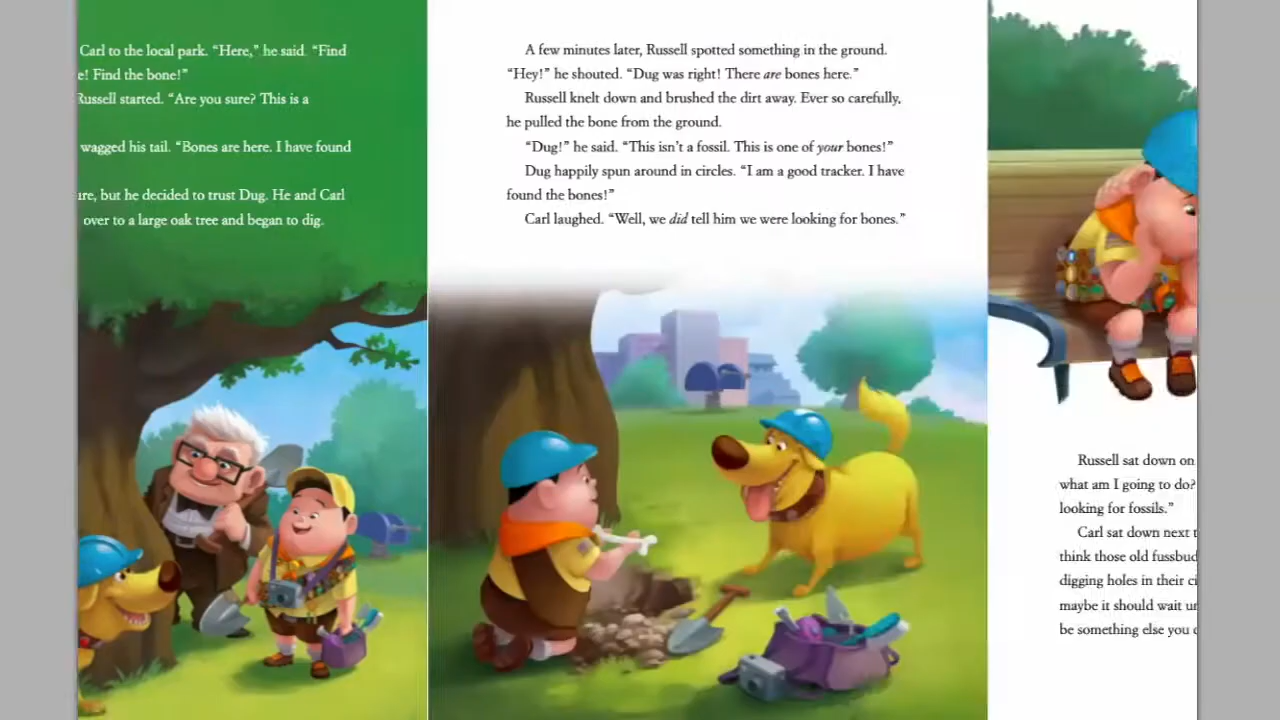 Carl to the local park. “Here,” he said. “Find
e! Find the bone!”
Russell started. “Are you sure? This is a
wagged his tail. “Bones are here. I have found
ure, but he decided to trust Dug. He and Carl
over to a large oak tree and began to dig.
A few minutes later, Russell spotted something in the ground.
“Hey!” he shouted. “Dug was right! There are bones here.”
Russell knelt down and brushed the dirt away. Ever so carefully,
he pulled the bone from the ground.
“Dug!” he said. “This isn’t a fossil. This is one of your bones!”
Dug happily spun around in circles. “I am a good tracker. I have
found the bones!”
Carl laughed. “Well, we did tell him we were looking for bones.”
Russell sat down on
what am I going to do?
looking for fossils.”
Carl sat down next t
think those old fussbud
digging holes in their ci
maybe it should wait un
be something else you c